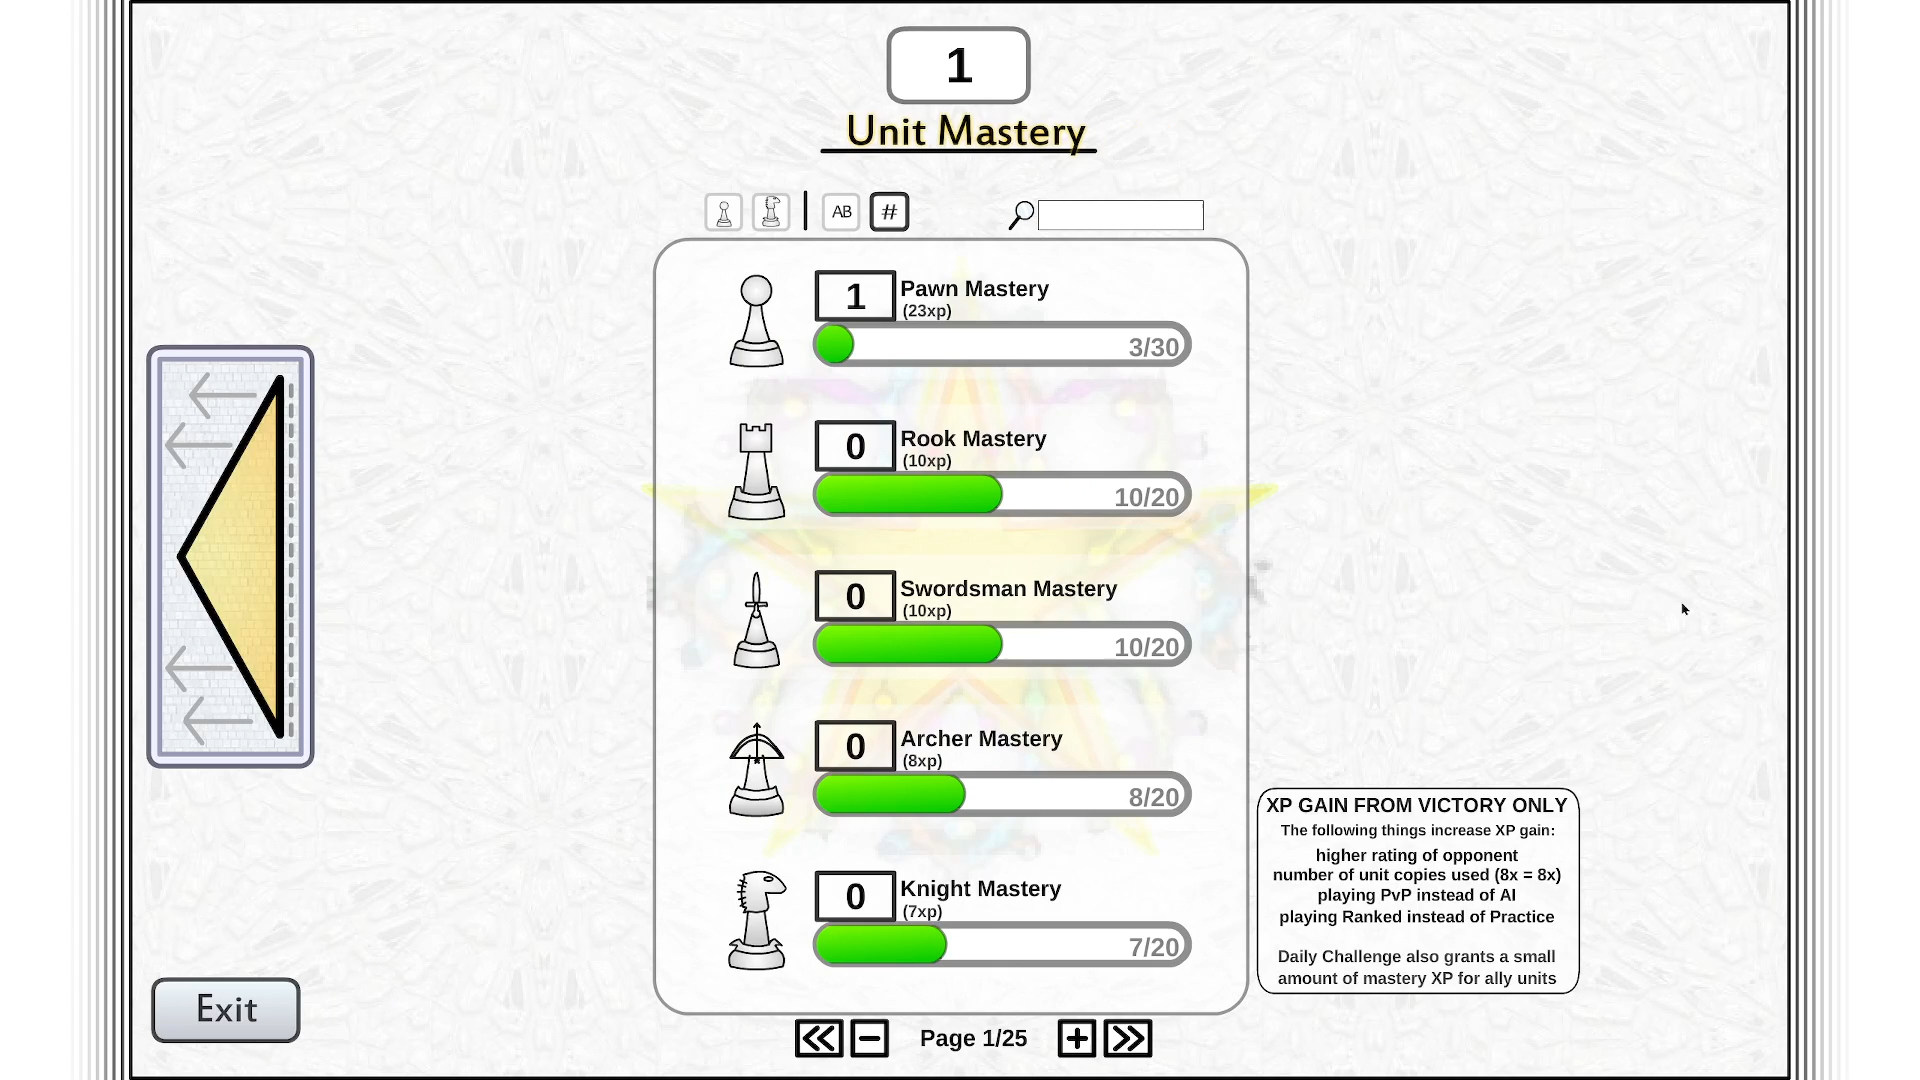 1
Unit Mastery
AB
#
1
Pawn Mastery
(23xp)
3/30
0
Rook Mastery
(10xp)
10/20
0
Swordsman Mastery
(10xp)
10/20
0
Archer Mastery
(8xp)
8/20
0
Knight Mastery
(7xp)
7/20
XP GAIN FROM VICTORY ONLY
The following things increase XP gain:
higher rating of opponent
number of unit copies used (8x = 8x)
playing PvP instead of AI
playing Ranked instead of Practice
Daily Challenge also grants a small
amount of mastery XP for ally units
Exit
Page 1/25